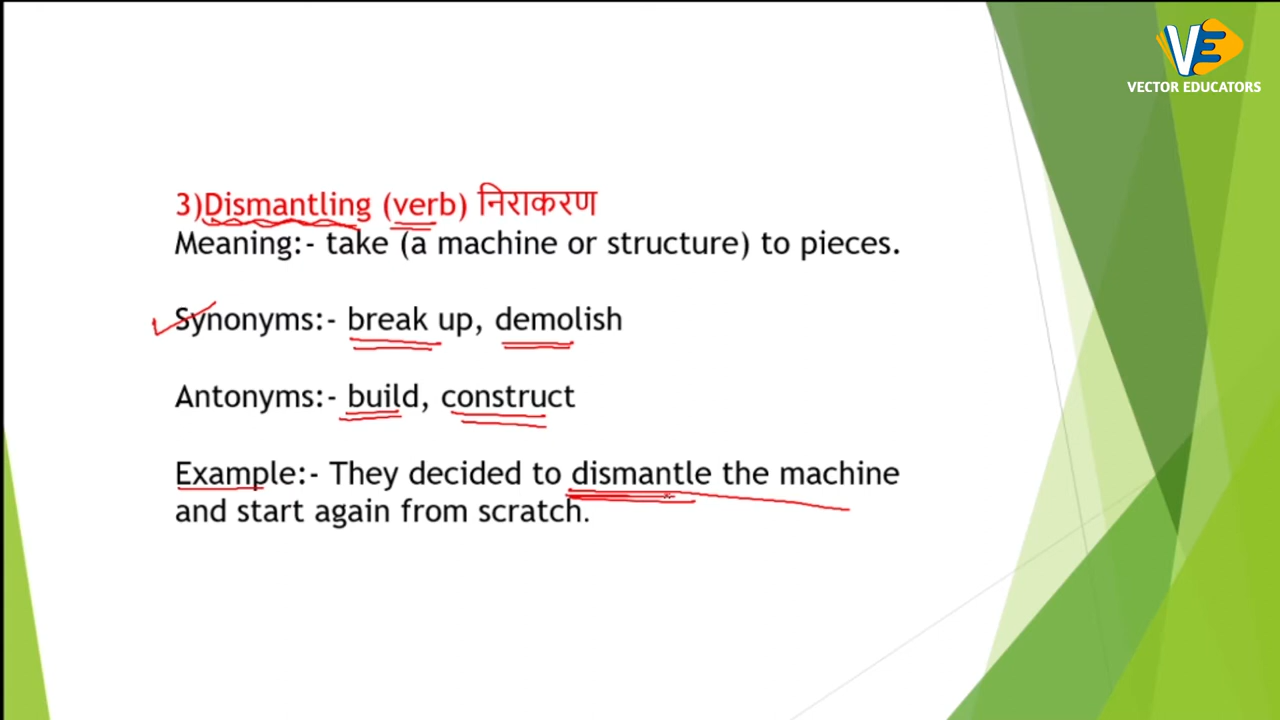 VE
VECTOR EDUCATORS
3)Dismantling (verb) निराकरण
Meaning:- take (a machine or structure) to pieces.
Synonyms:- break up, demolish
Antonyms:- build, construct
Example:- They decided to dismantle the machine
and start again from scratch.